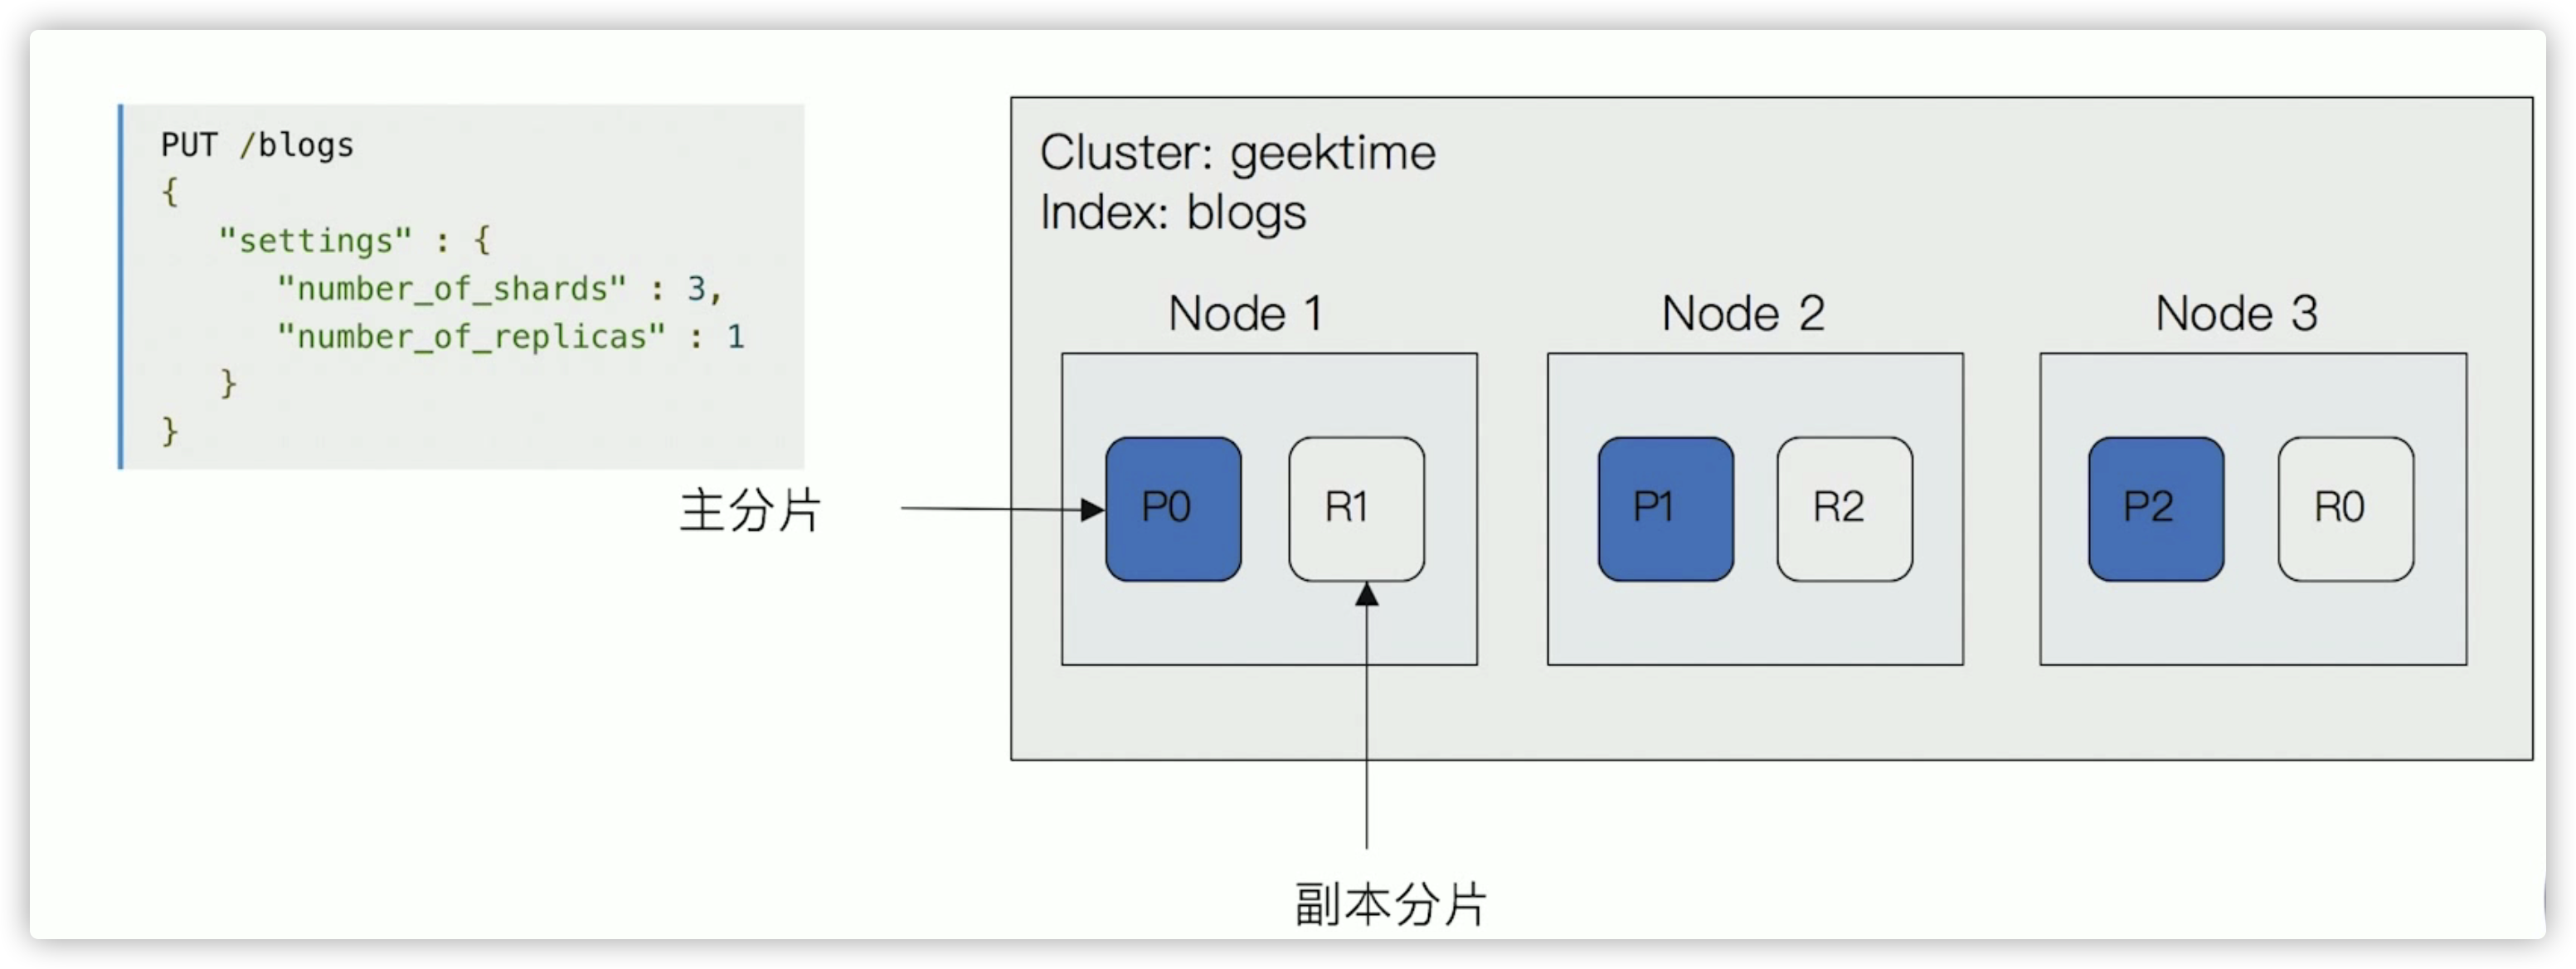 PUT /blogs
{
"settings" : {
"number_of_shards" : 3,
"number_of_replicas" : 1
}
}
主分片
Cluster: geektime
Index: blogs
Node 1
Node 2
Node 3
P0
R1
P1
R2
P2
R0
副本分片